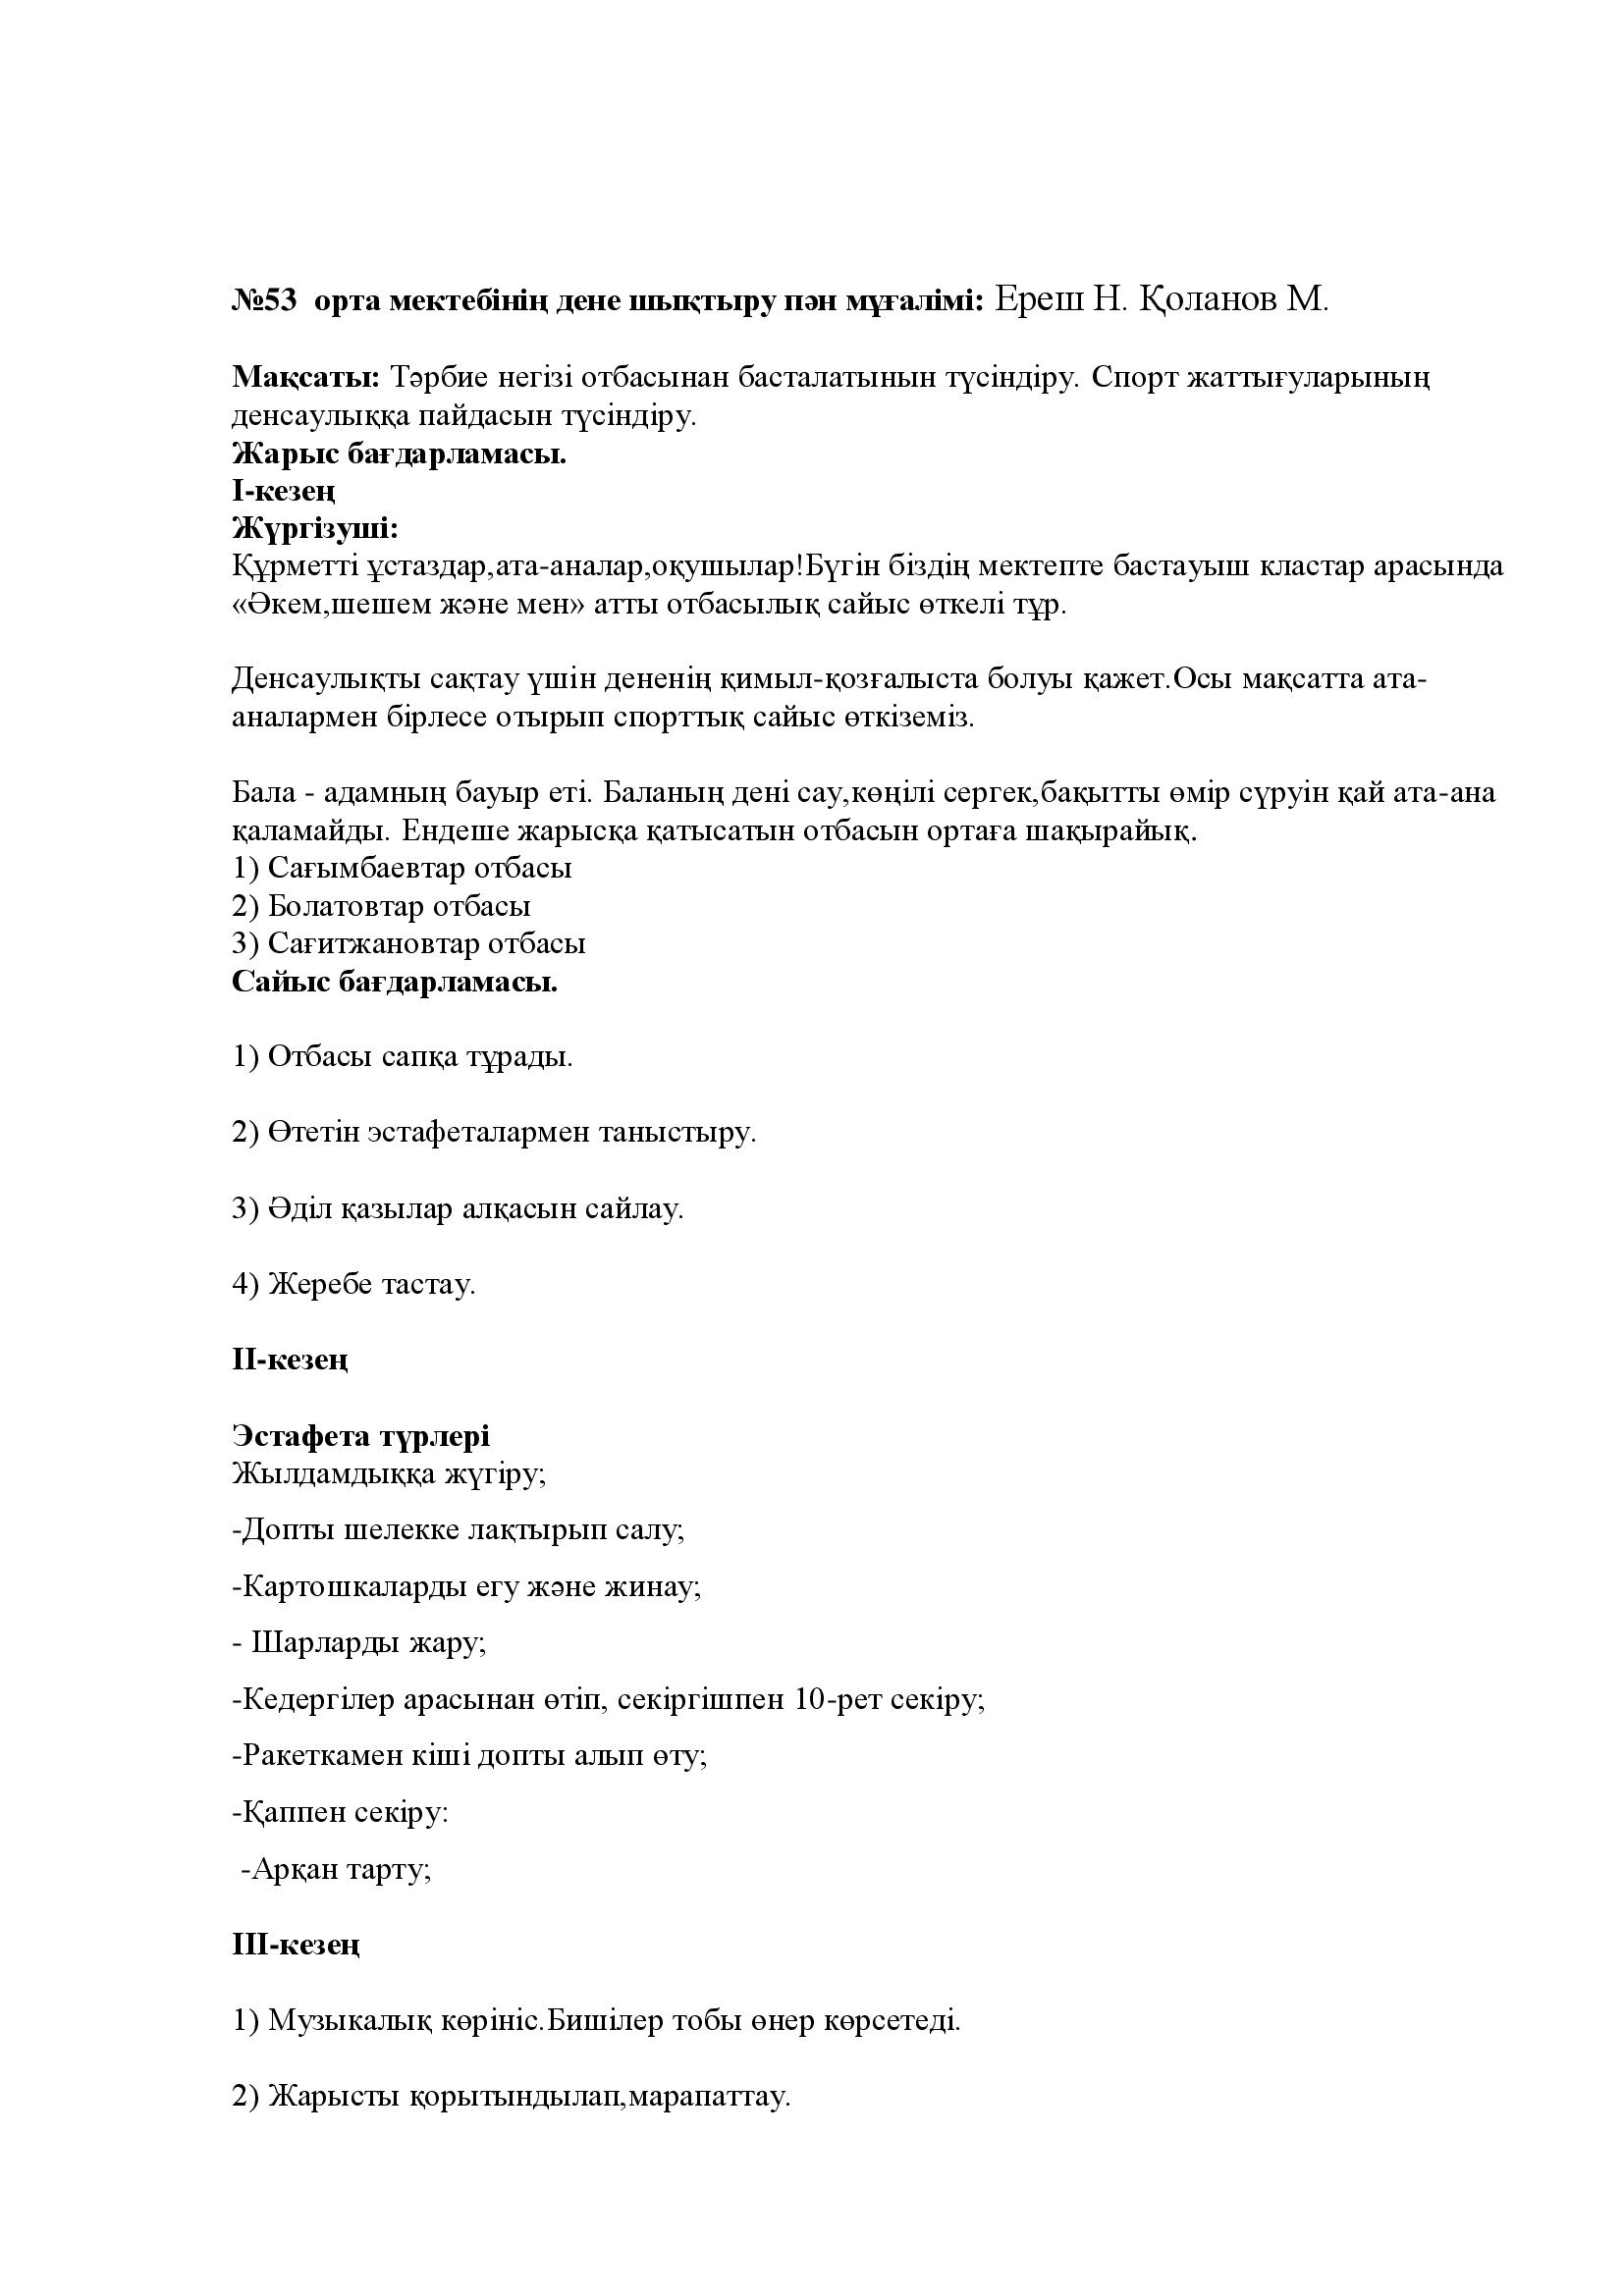 №53 орта мектебінің дене шықтыру пән мұғалімі: Ереш Н. Қоланов М.
Мақсаты: Тәрбие негізі отбасынан басталатынын түсіндіру. Спорт жаттығуларының
денсаулыққа пайдасын түсіндіру.
Жарыс бағдарламасы.
І-кезең
Жүргізуші:
Құрметті ұстаздар,ата-аналар,оқушылар!Бүгін біздің мектепте бастауыш кластар арасында
«Әкем,шешем және мен» атты отбасылық сайыс өткелі тұр.
Денсаулықты сақтау үшін дененің қимыл-қозғалыста болуы қажет.Осы мақсатта ата-
аналармен бірлесе отырып спорттық сайыс өткіземіз.
Бала - адамның бауыр еті. Баланың дені сау,көңілі сергек,бақытты өмір сүруін қай ата-ана
қаламайды. Ендеше жарысқа қатысатын отбасын ортаға шақырайық.
1) Сағымбаевтар отбасы
2) Болатовтар отбасы
3) Сағитжановтар отбасы
Сайыс бағдарламасы.
1) Отбасы сапқа тұрады.
2) Өтетін эстафеталармен таныстыру.
3) Әділ қазылар алқасын сайлау.
4) Жеребе тастау.
ІІ-кезең
Эстафета түрлері
Жылдамдыққа жүгіру;
-Допты шелекке лақтырып салу;
-Картошкаларды егу және жинау;
- Шарларды жару;
-Кедергілер арасынан өтіп, секіргішпен 10-рет секіру;
-Ракеткамен кіші допты алып өту;
-Қаппен секіру:
-Арқан тарту;
ІІІ-кезең
1) Музыкалық көрініс.Бишілер тобы өнер көрсетеді.
2) Жарысты қорытындылап,марапаттау.